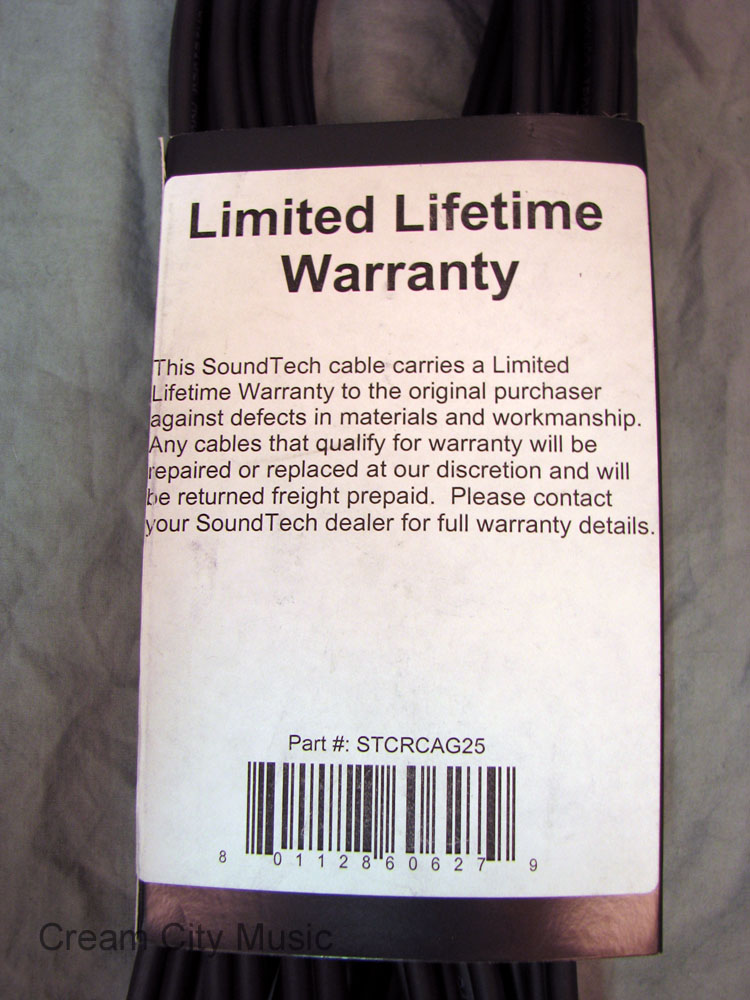 Limited Lifetime
Warranty
This SoundTech cable carries a Limited
Lifetime Warranty to the original purchaser
against defects in materials and workmanship.
Any cables that qualify for warranty will be
repaired or replaced at our discretion and will
be returned freight prepaid.  Please contact
your SoundTech dealer for full warranty details.
Part #: STCRCAG25
8 01128 60627 9
Cream City Music